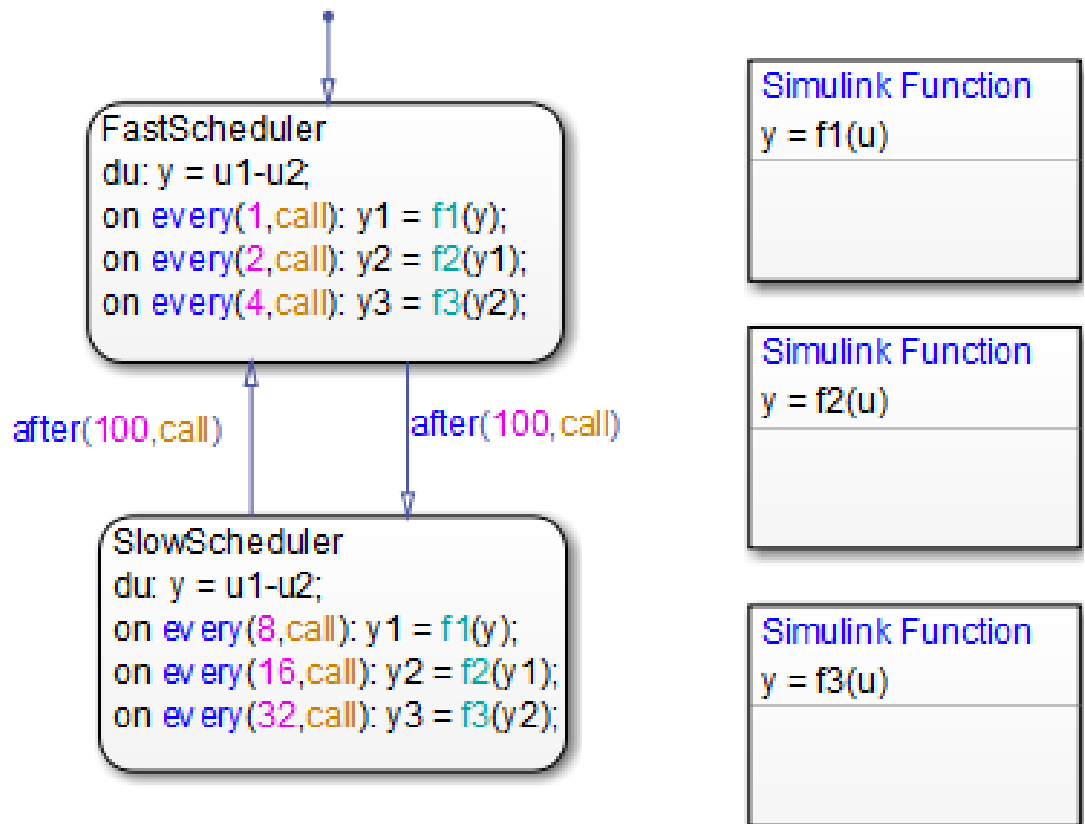 FastScheduler
du: y = u1-u2;
on every(1,call): y1 = f1(y);
on every(2,call): y2 = f2(y1);
on every(4,call): y3 = f3(y2);
after(100,call)
after(100,call)
SlowScheduler
du: y = u1-u2;
on every(8,call): y1 = f1(y);
on every(16,call): y2 = f2(y1);
on every(32,call): y3 = f3(y2);
Simulink Function
y = f1(u)
Simulink Function
y = f2(u)
Simulink Function
y = f3(u)